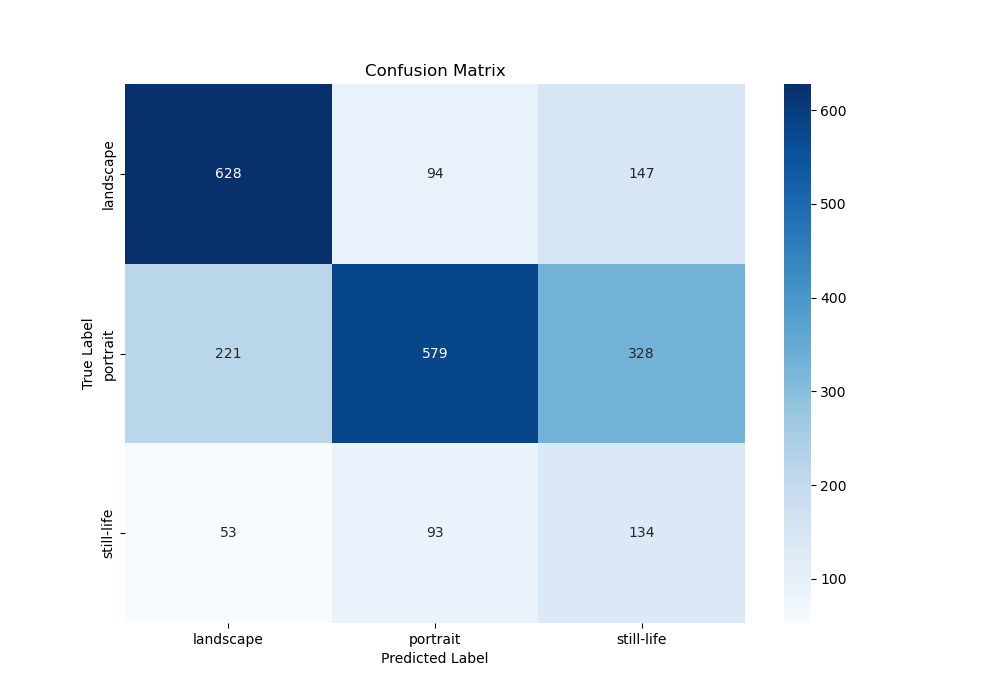 Confusion Matrix
True Label
landscape
628 94 147
portrait
221 579 328
still-life
53 93 134
landscape portrait still-life
Predicted Label
600
500
400
300
200
100